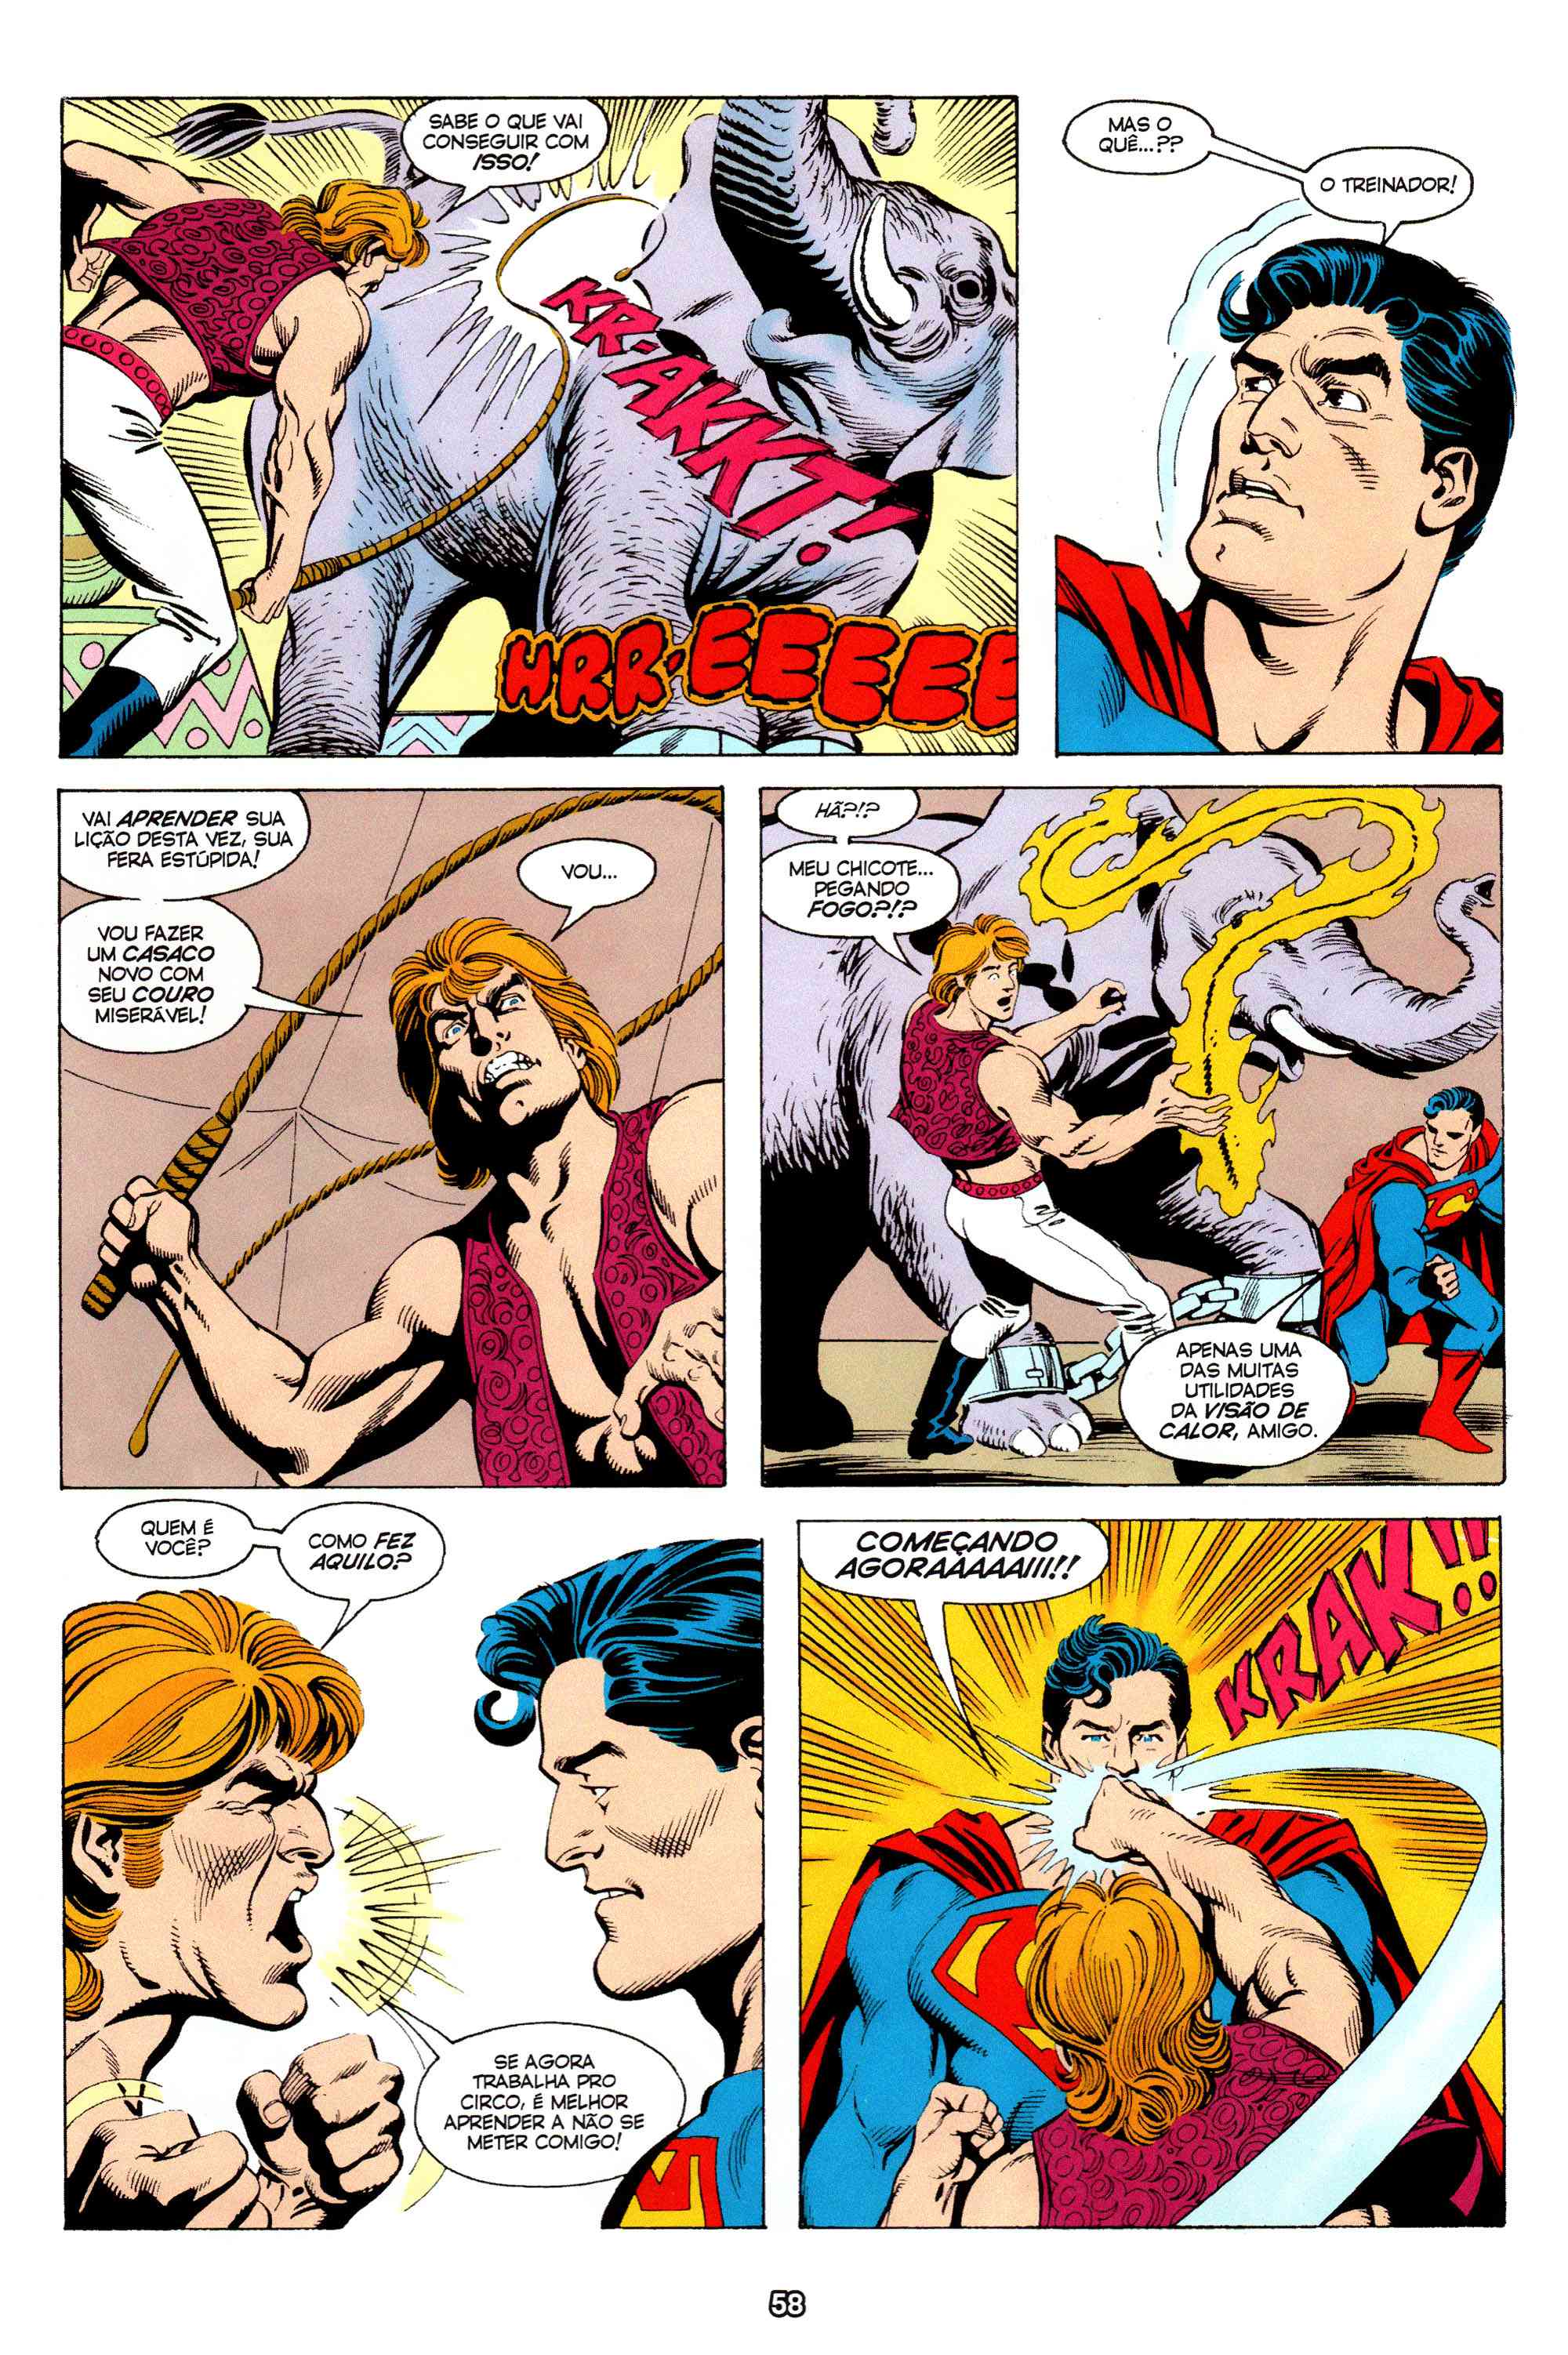 SABE O QUE VAI
CONSEGUIR COM
ISSO!
KR-AKKT!
HRR-EEEEE
MAS O
QUÊ...??
O TREINADOR!
VAI APRENDER SUA
LIÇÃO DESTA VEZ, SUA
FERA ESTÚPIDA!
VOU FAZER
UM CASACO
NOVO COM
SEU COURO
MISERÁVEL!
VOU...
HÃ?!?
MEU CHICOTE...
PEGANDO
FOGO?!?
APENAS UMA
DAS MUITAS
UTILIDADES
DA VISÃO DE
CALOR, AMIGO.
QUEM É
VOCÊ?
COMO FEZ
AQUILO?
SE AGORA
TRABALHA PRO
CIRCO, É MELHOR
APRENDER A NÃO SE
METER COMIGO!
COMEÇANDO
AGORAAAAAIII!!
KRAK!!
58